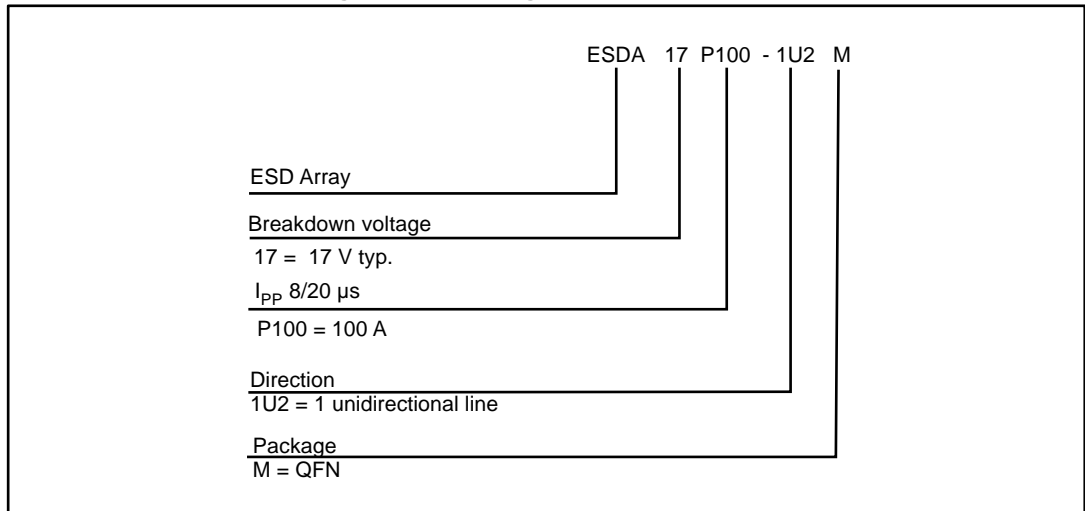 ESDA 17 P100 - 1U2 M
ESD Array
Breakdown voltage
17 = 17 V typ.
IPP 8/20 µs
P100 = 100 A
Direction
1U2 = 1 unidirectional line
Package
M = QFN